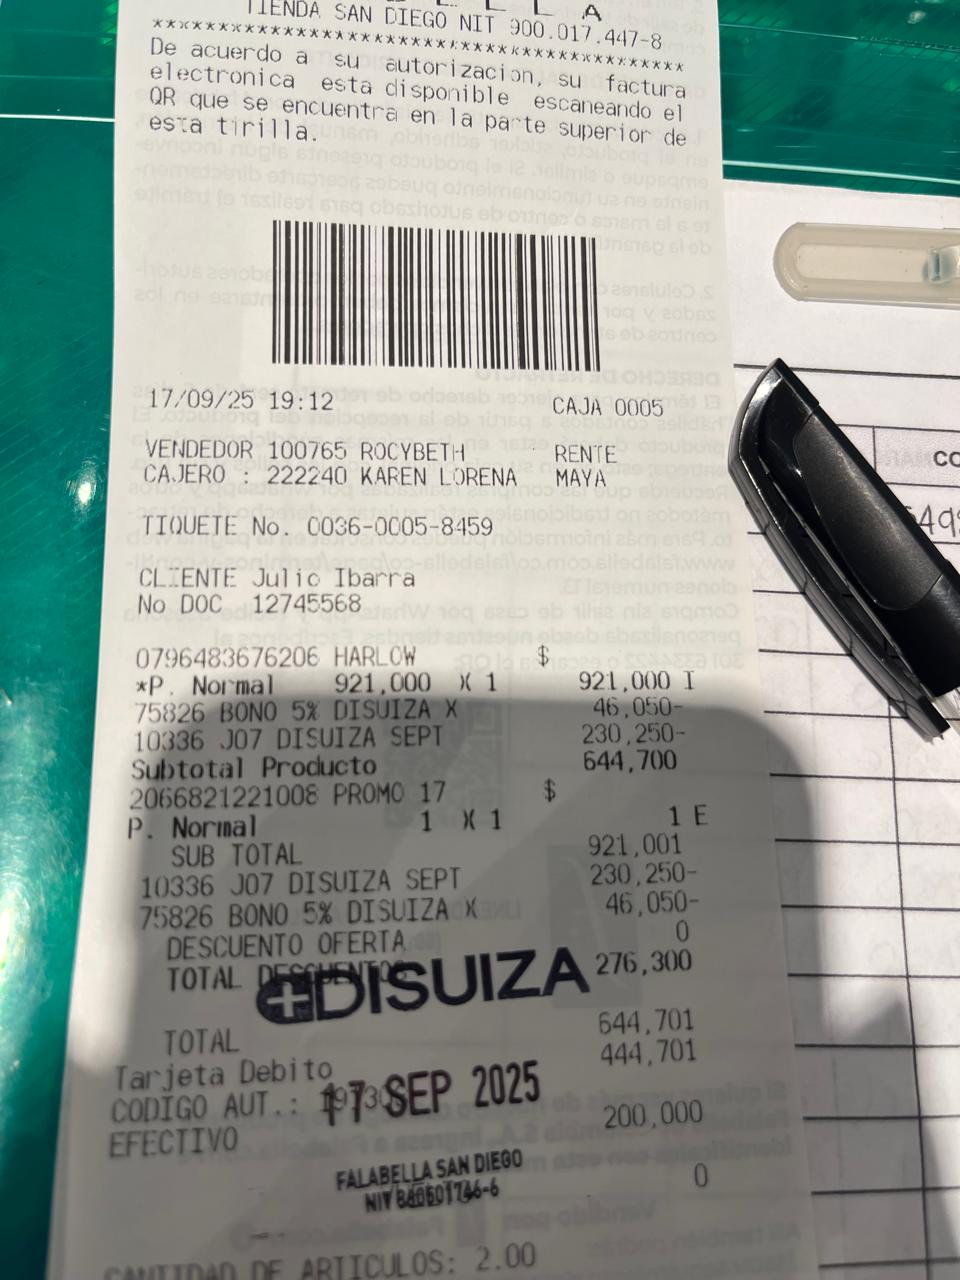 TIENDA SAN DIEGO NIT 900.017.447-8
De acuerdo a su autorizacion, su factura
electronica esta disponible escaneando el
QR que se encuentra en la parte superior de
esta tirilla.
17/09/25 19:12 CAJA 0005
VENDEDOR 100765 ROCYBETH RENTE
CAJERO : 222240 KAREN LORENA MAYA
TIQUETE No. 0036-0005-8459
CLIENTE Julio Ibarra
No DOC 12745568
0796483676206 HARLOW $
*P. Normal 921,000 X 1 921,000 I
75826 BONO 5% DISUIZA X 46,050-
10336 J07 DISUIZA SEPT 230,250-
Subtotal Producto 644,700
2066821221008 PROMO 17 $
P. Normal 1 X 1 1 E
SUB TOTAL 921,001
10336 J07 DISUIZA SEPT 230,250-
75826 BONO 5% DISUIZA X 46,050-
DESCUENTO OFERTA 0
TOTAL DESCUENTOS 276,300
DISUIZA
TOTAL 644,701
Tarjeta Debito 444,701
CODIGO AUT.:
17 SEP 2025
EFECTIVO 200,000
FALABELLA SAN DIEGO
0
CANTIDAD DE ARTICULOS: 2.00
CO